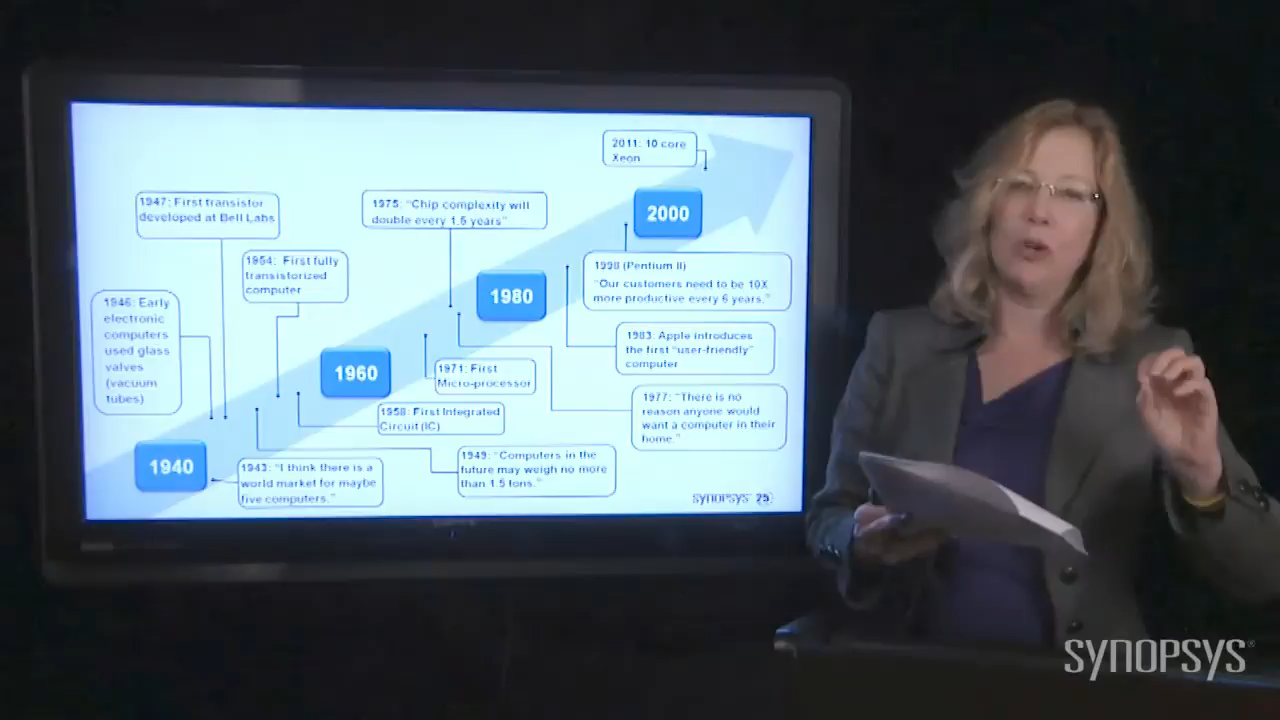 2011: 10 core
Xeon
1947: First transistor
developed at Bell Labs
1975: "Chip complexity will
double every 1.5 years"
2000
1954: First fully
transistorized
computer
1998 (Pentium II)
"Our customers need to be 10X
more productive every 6 years."
1980
1946: Early
electronic
computers
used glass
valves
(vacuum
tubes)
1983: Apple introduces
the first "user-friendly"
computer
1960
1971: First
Micro-processor
1977: "There is no
reason anyone would
want a computer in their
home."
1958: First Integrated
Circuit (IC)
1940
1943: "I think there is a
world market for maybe
five computers."
1949: "Computers in the
future may weigh no more
than 1.5 tons."
SYNOPSYS 25
SYNOPSYS®